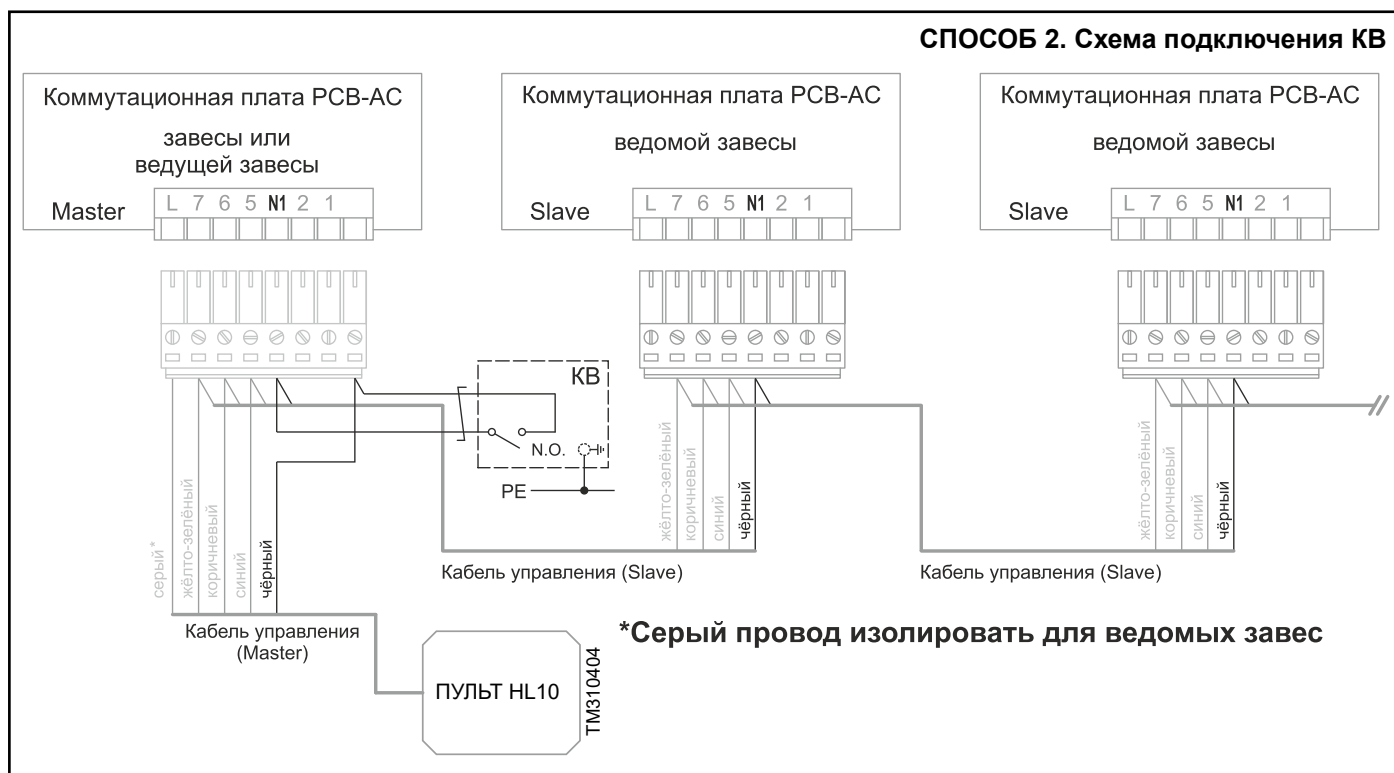 СПОСОБ 2. Схема подключения КВ
Коммутационная плата PCB-AC
завесы или
ведущей завесы
Master
L 7 6 5 N1 2 1
Коммутационная плата PCB-AC
ведомой завесы
Slave
L 7 6 5 N1 2 1
Коммутационная плата PCB-AC
ведомой завесы
Slave
L 7 6 5 N1 2 1
КВ
N.O.
PE
серый*
жёлто-зелёный
коричневый
синий
чёрный
жёлто-зелёный
коричневый
синий
чёрный
жёлто-зелёный
коричневый
синий
чёрный
Кабель управления (Slave)
Кабель управления (Slave)
Кабель управления
(Master)
*Серый провод изолировать для ведомых завес
ПУЛЬТ HL10
TM310404